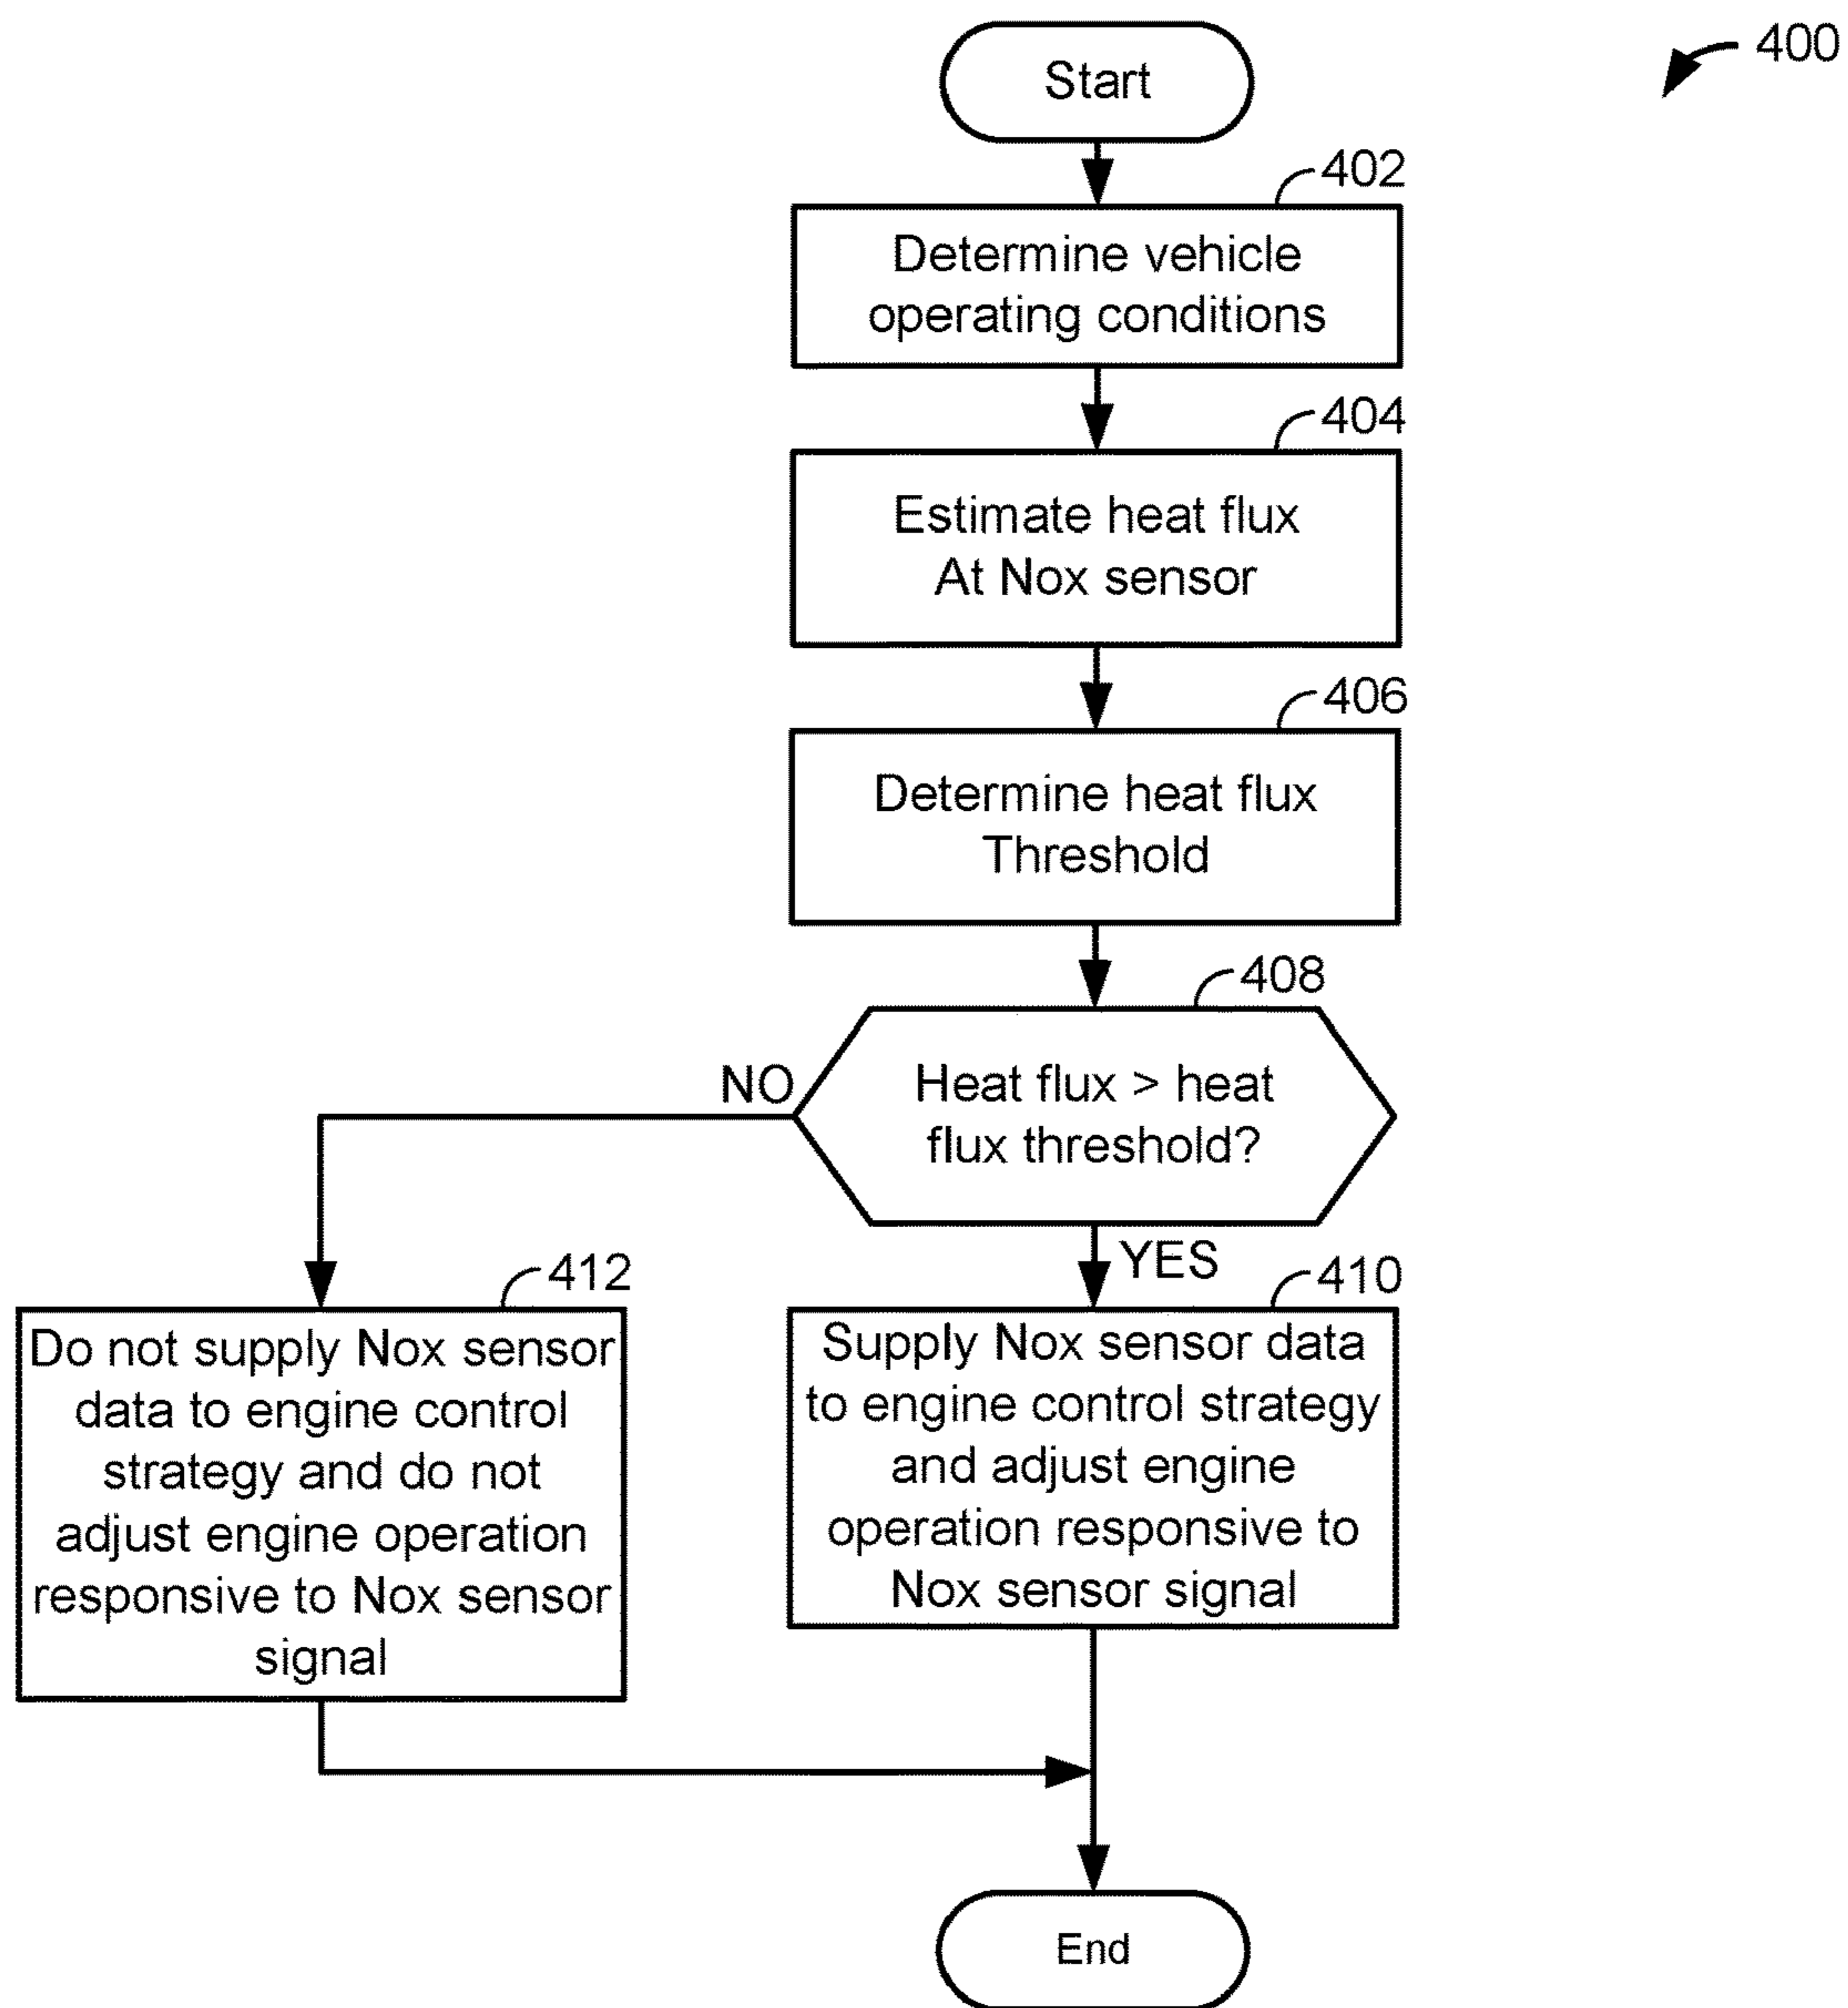 400
Start
402
Determine vehicle
operating conditions
404
Estimate heat flux
At Nox sensor
406
Determine heat flux
Threshold
408
Heat flux > heat
flux threshold?
NO
YES
412
Do not supply Nox sensor
data to engine control
strategy and do not
adjust engine operation
responsive to Nox sensor
signal
410
Supply Nox sensor data
to engine control strategy
and adjust engine
operation responsive to
Nox sensor signal
End